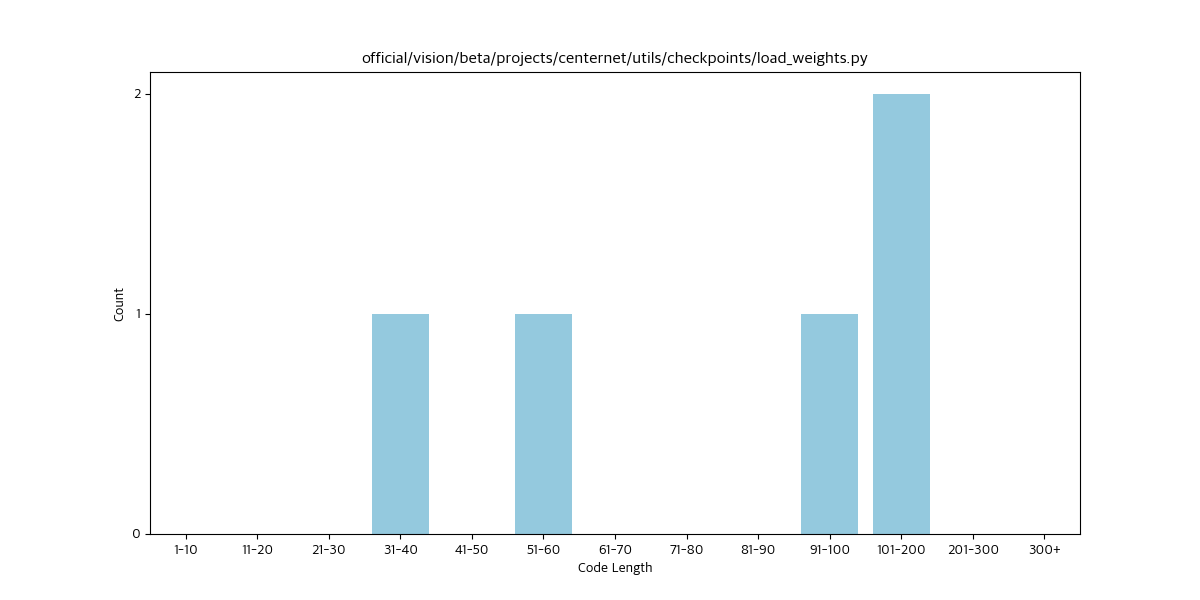 official/vision/beta/projects/centernet/utils/checkpoints/load_weights.py
2
1
0
Count
1-10 11-20 21-30 31-40 41-50 51-60 61-70 71-80 81-90 91-100 101-200 201-300 300+
Code Length